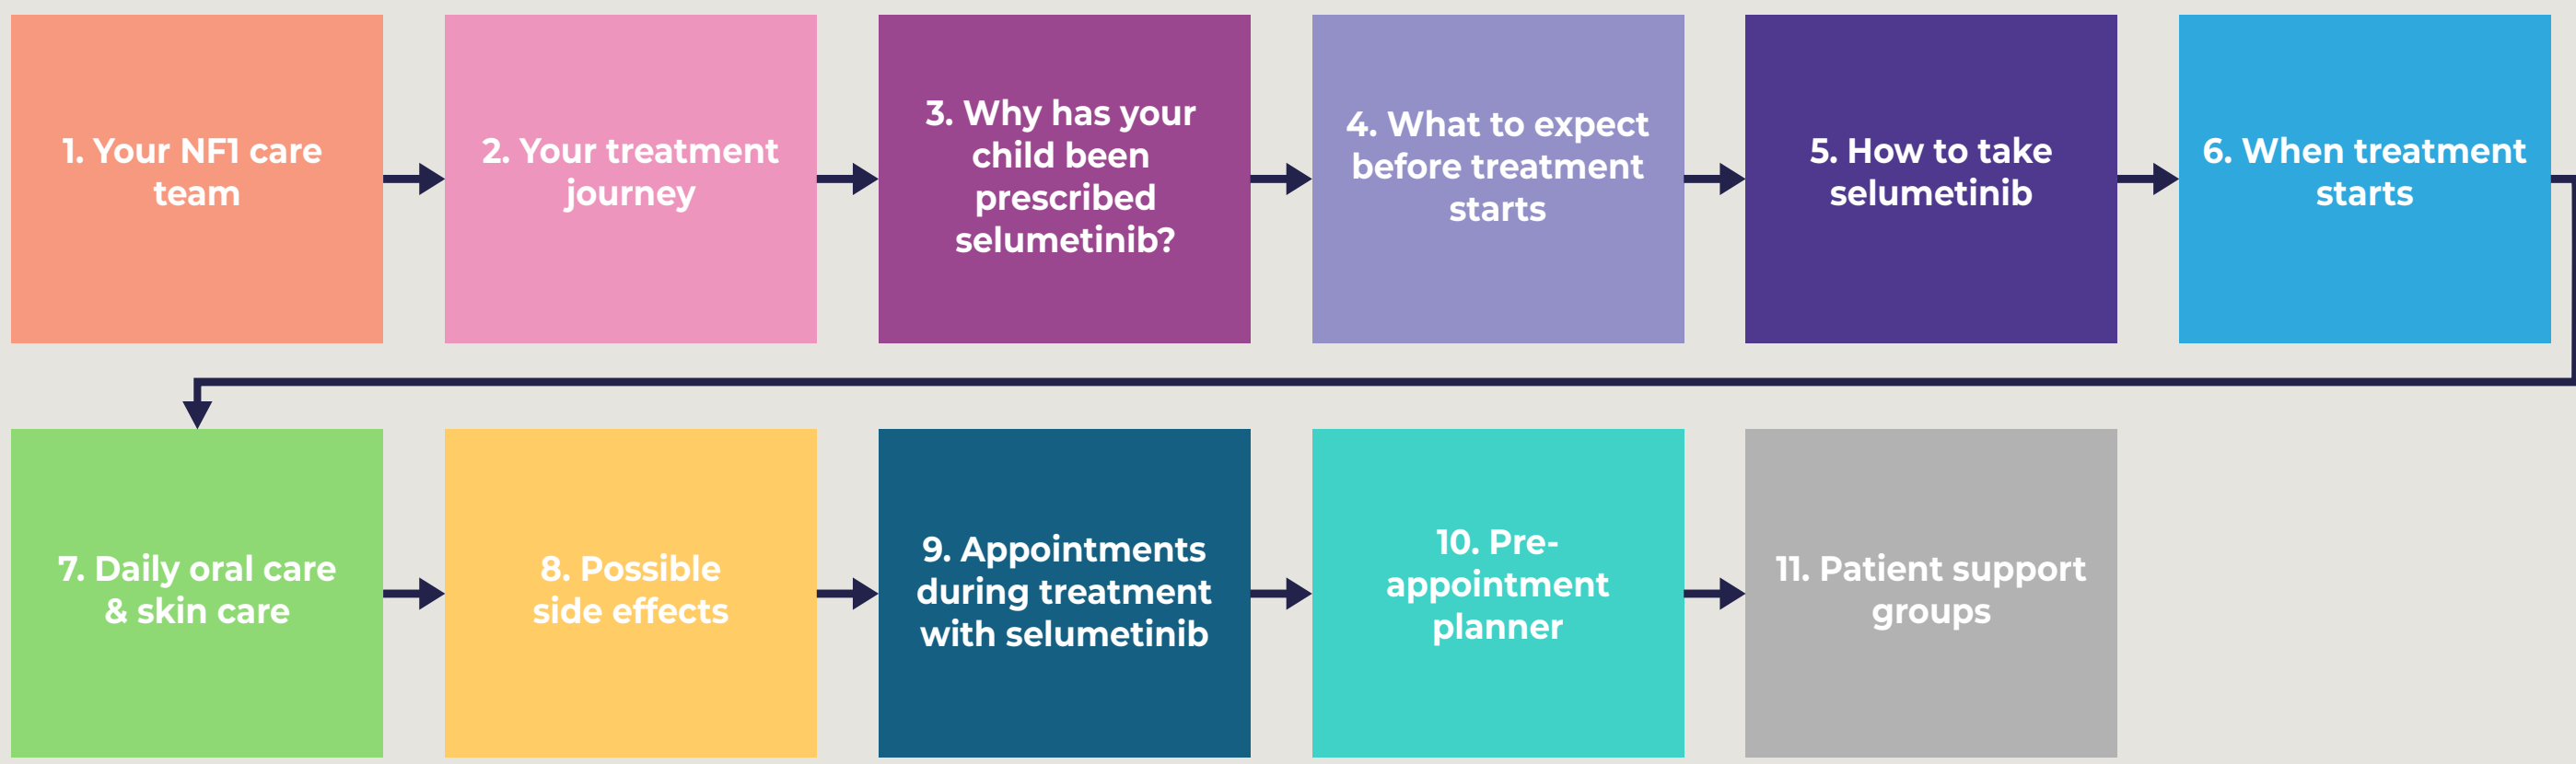 1. Your NF1 care
team
2. Your treatment
journey
3. Why has your
child been
prescribed
selumetinib?
4. What to expect
before treatment
starts
5. How to take
selumetinib
6. When treatment
starts
7. Daily oral care
& skin care
8. Possible
side effects
9. Appointments
during treatment
with selumetinib
10. Pre-
appointment
planner
11. Patient support
groups